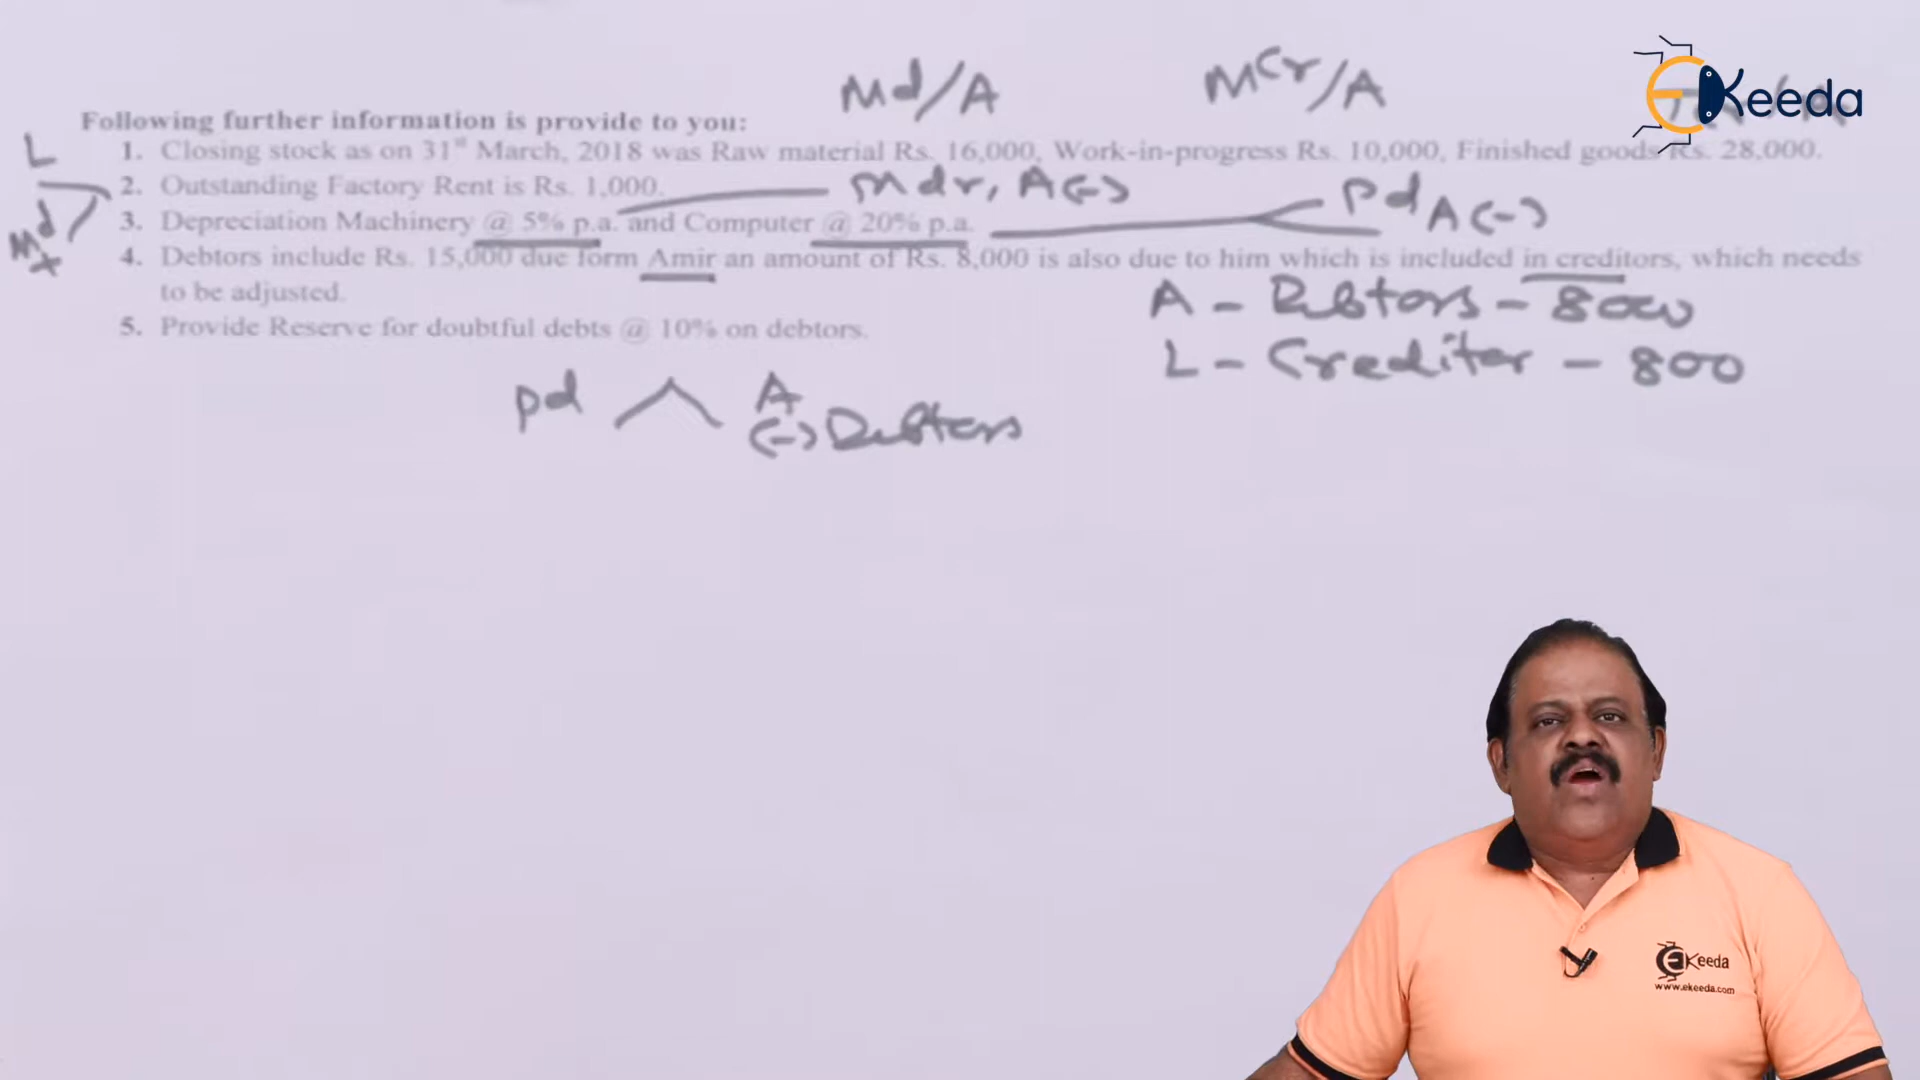 Md/A MCr/A
EKeeda
Following further information is provide to you:
L
1. Closing stock as on 31st March, 2018 was Raw material Rs. 16,000, Work-in-progress Rs. 10,000, Finished goods Rs. 28,000.
2. Outstanding Factory Rent is Rs. 1,000.
Mdr, A(-) Pd
3. Depreciation Machinery @ 5% p.a. and Computer @ 20% p.a.
A(-)
Md
+
4. Debtors include Rs. 15,000 due form Amir an amount of Rs. 8,000 is also due to him which is included in creditors, which needs
to be adjusted.
A - Debtors - 8000
5. Provide Reserve for doubtful debts @ 10% on debtors.
L - Creditor - 800
Pd A
(-) Debtors
EKeeda
www.ekeeda.com